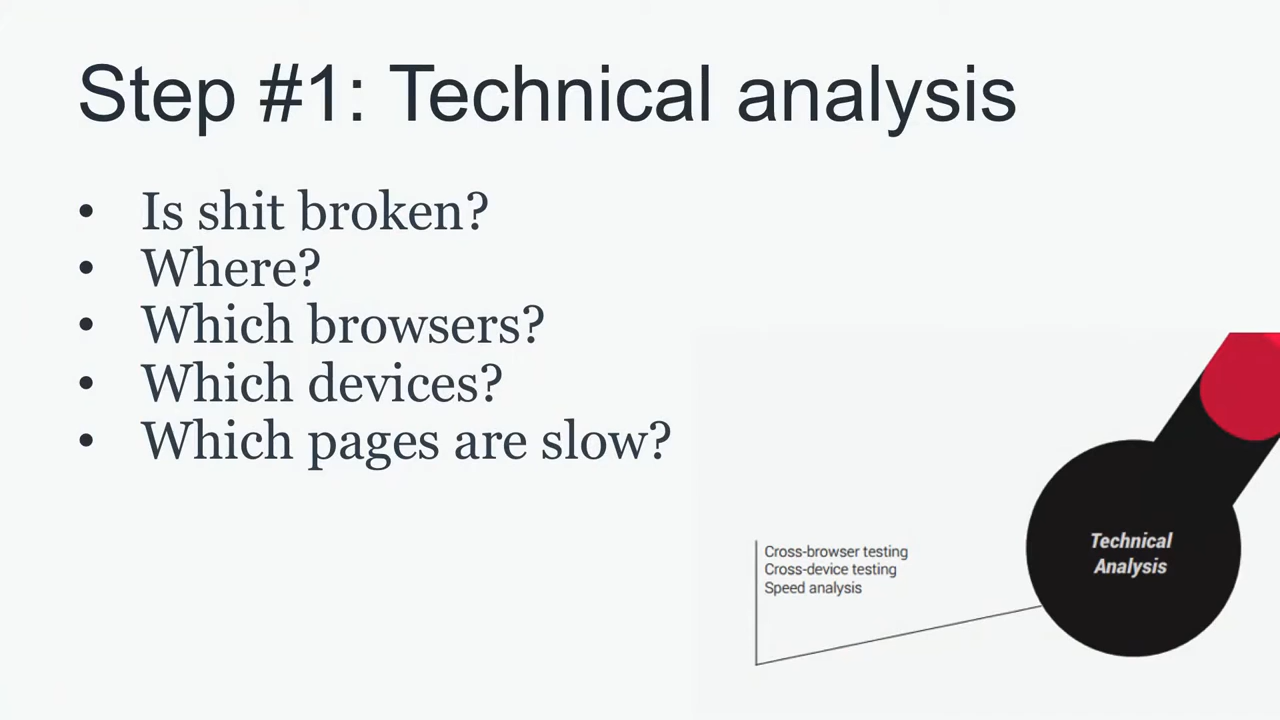 Step #1: Technical analysis
• Is shit broken?
• Where?
• Which browsers?
• Which devices?
• Which pages are slow?
Cross-browser testing
Cross-device testing
Speed analysis
Technical
Analysis